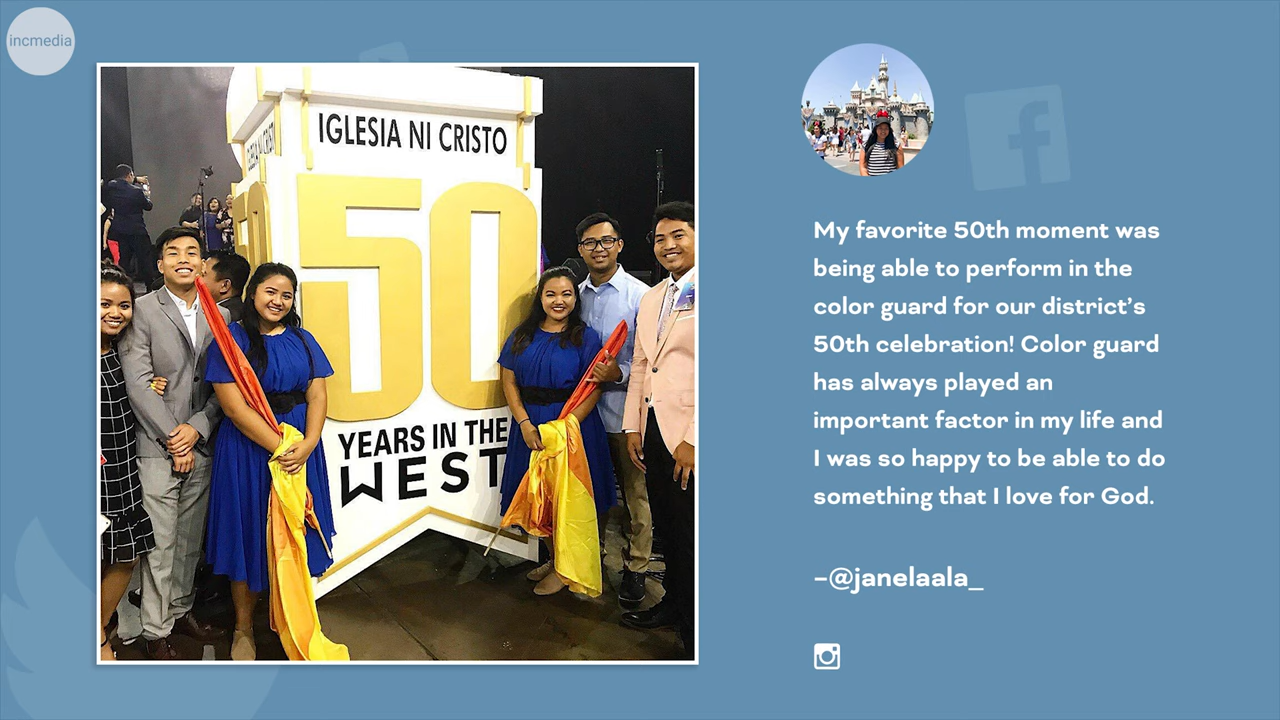 incmedia
IGLESIA NI CRISTO
50
YEARS IN THE
WEST
My favorite 50th moment was
being able to perform in the
color guard for our district’s
50th celebration! Color guard
has always played an
important factor in my life and
I was so happy to be able to do
something that I love for God.
–@janelaala_